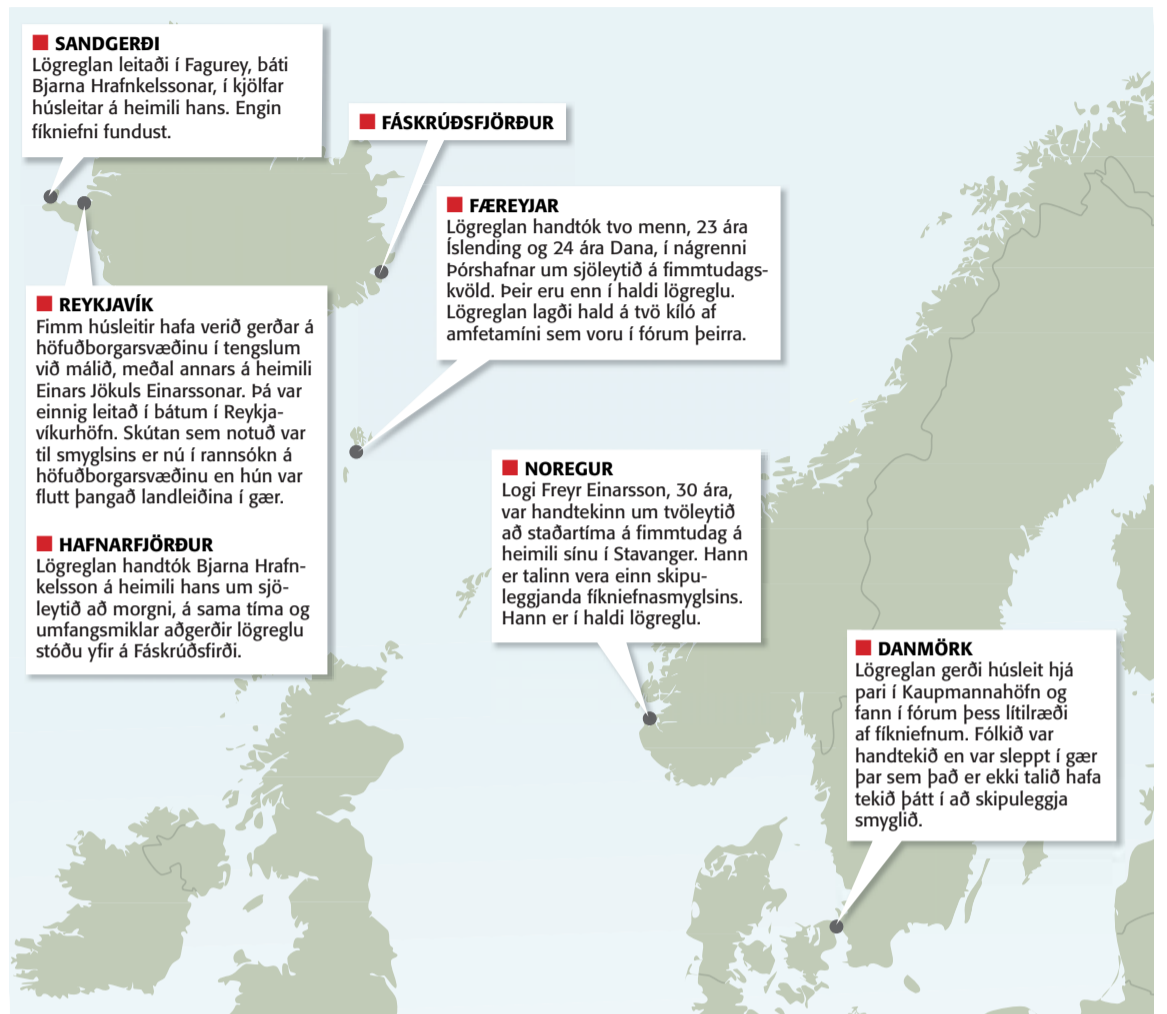 SANDGERÐI
Lögreglan leitaði í Fagurey, báti
Bjarna Hrafnkelssonar, í kjölfar
húsleitar á heimili hans. Engin
fíkniefni fundust.
FÁSKRÚÐSFJÖRÐUR
FÆREYJAR
Lögreglan handtók tvo menn, 23 ára
Íslending og 24 ára Dana, í nágrenni
Þórshafnar um sjöleytið á fimmtudags-
kvöld. Þeir eru enn í haldi lögreglu.
Lögreglan lagði hald á tvö kíló af
amfetamíni sem voru í fórum þeirra.
REYKJAVÍK
Fimm húsleitir hafa verið gerðar á
höfuðborgarsvæðinu í tengslum
við málið, meðal annars á heimili
Einars Jökuls Einarssonar. Þá var
einnig leitað í bátum í Reykja-
víkurhöfn. Skútan sem notuð var
til smyglsins er nú í rannsókn á
höfuðborgarsvæðinu en hún var
flutt þangað landleiðina í gær.
HAFNARFJÖRÐUR
Lögreglan handtók Bjarna Hrafn-
kelsson á heimili hans um sjö-
leytið að morgni, á sama tíma og
umfangsmiklar aðgerðir lögreglu
stóðu yfir á Fáskrúðsfirði.
NOREGUR
Logi Freyr Einarsson, 30 ára,
var handtekinn um tvöleytið
að staðartíma á fimmtudag á
heimili sínu í Stavanger. Hann
er talinn vera einn skipu-
leggjanda fíkniefnasmyglsins.
Hann er í haldi lögreglu.
DANMÖRK
Lögreglan gerði húsleit hjá
pari í Kaupmannahöfn og
fann í fórum þess lítilræði
af fíkniefnum. Fólkið var
handtekið en var sleppt í gær
þar sem það er ekki talið hafa
tekið þátt í að skipuleggja
smyglið.